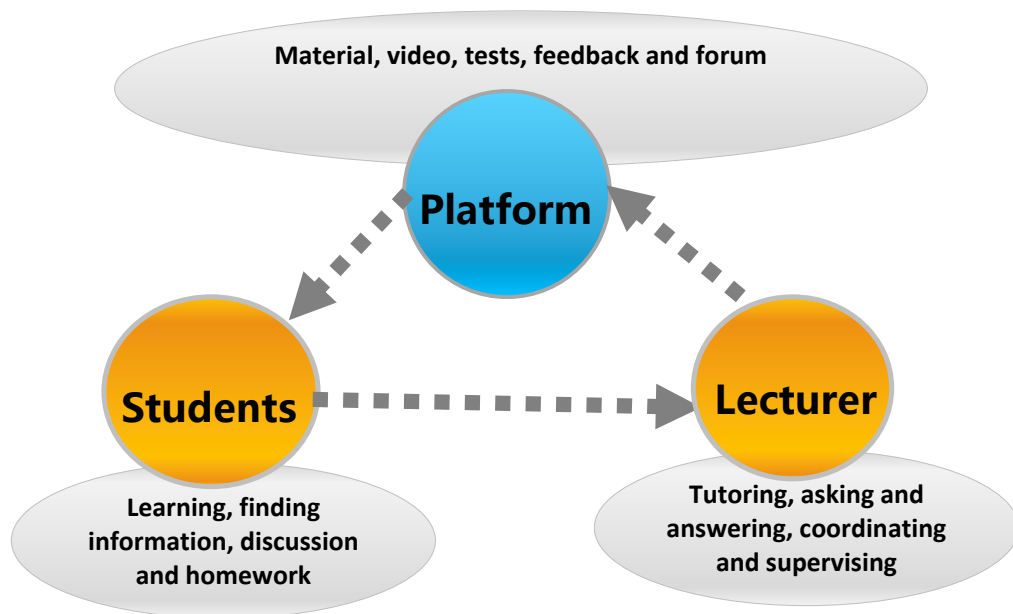 Material, video, tests, feedback and forum
Platform
Students
Lecturer
Learning, finding
information, discussion
and homework
Tutoring, asking and
answering, coordinating
and supervising